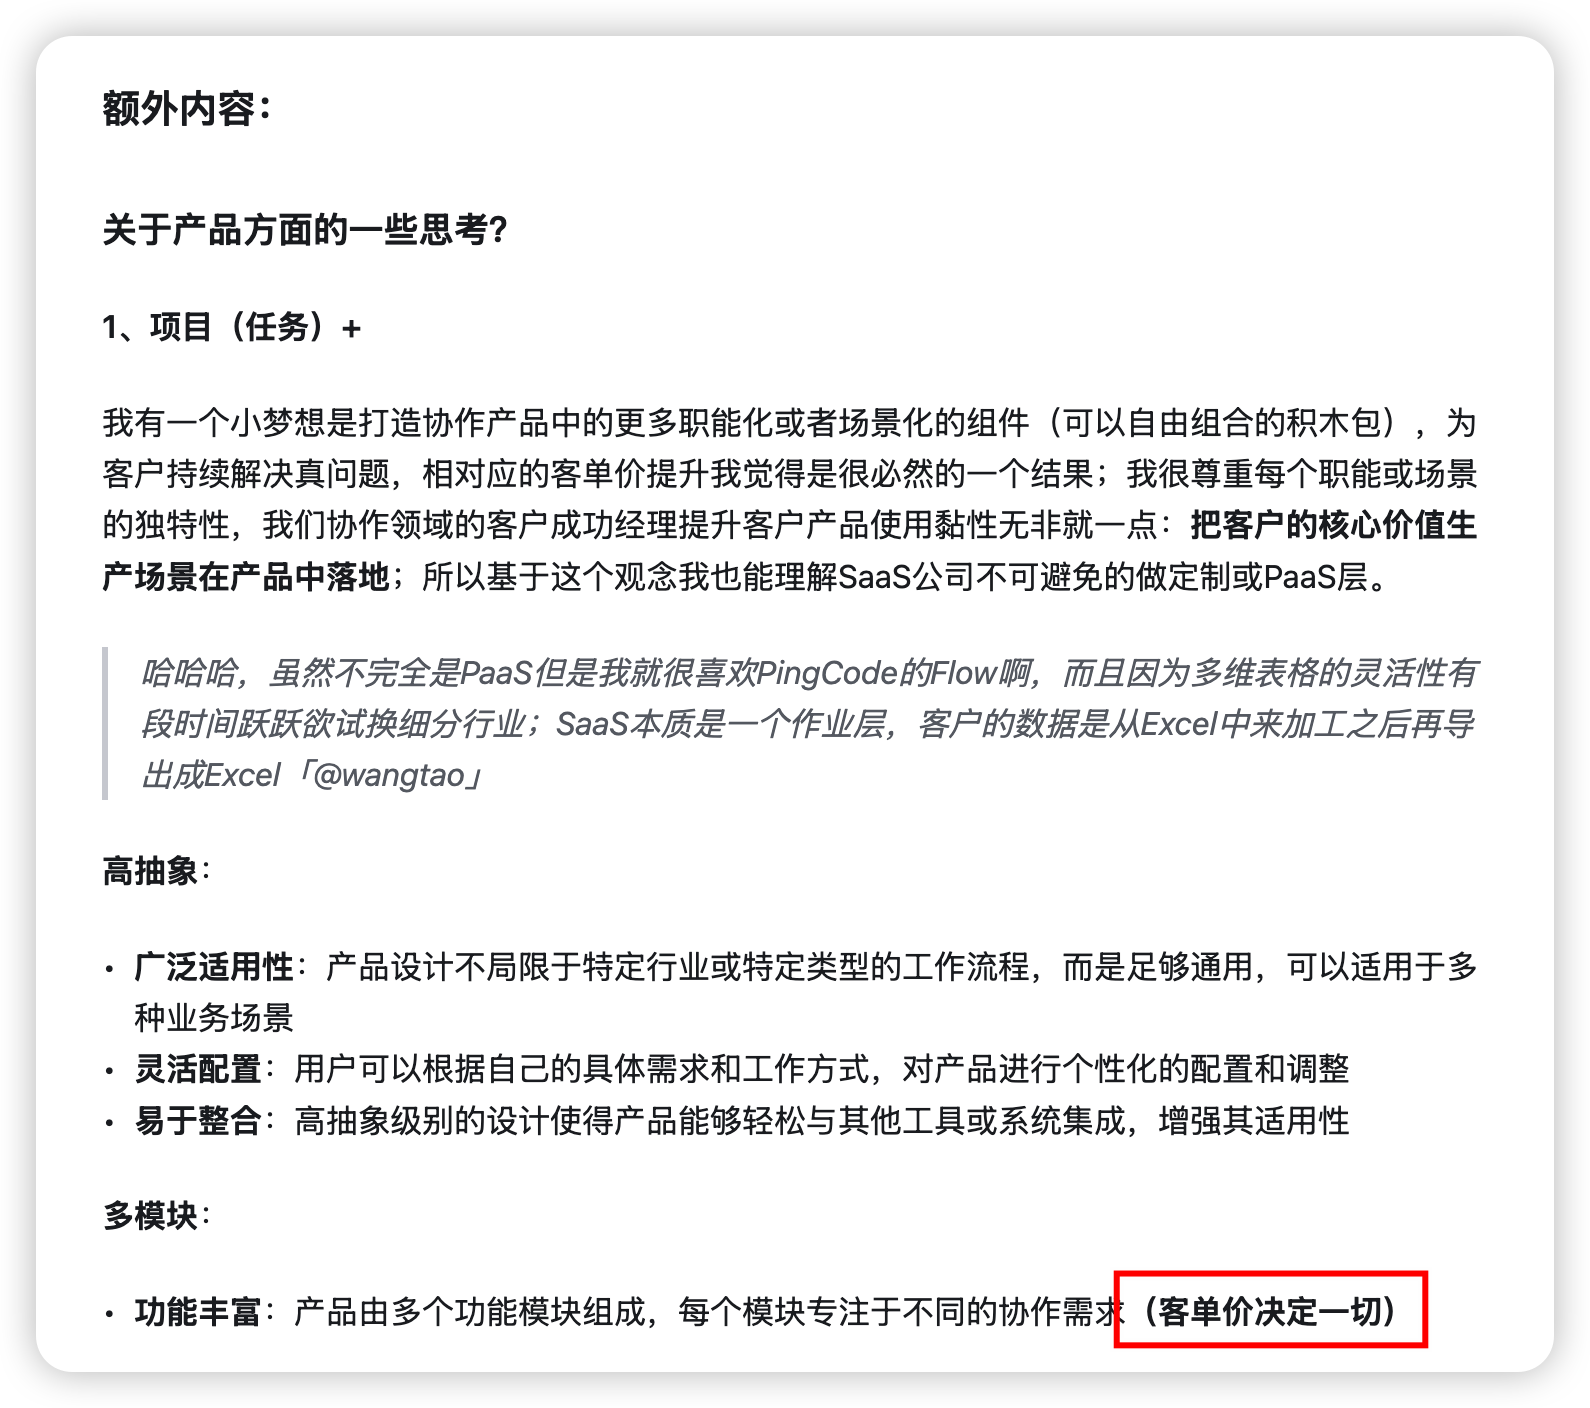 额外内容：
关于产品方面的一些思考?
1、项目（任务）+
我有一个小梦想是打造协作产品中的更多职能化或者场景化的组件（可以自由组合的积木包），为
客户持续解决真问题，相对应的客单价提升我觉得是很必然的一个结果；我很尊重每个职能或场景
的独特性，我们协作领域的客户成功经理提升客户产品使用黏性无非就一点：把客户的核心价值生
产场景在产品中落地；所以基于这个观念我也能理解SaaS公司不可避免的做定制或PaaS层。
哈哈哈，虽然不完全是PaaS但是我就很喜欢PingCode的Flow啊，而且因为多维表格的灵活性有
段时间跃跃欲试换细分行业；SaaS本质是一个作业层，客户的数据是从Excel中来加工之后再导
出成Excel「@wangtao」
高抽象：
• 广泛适用性：产品设计不局限于特定行业或特定类型的工作流程，而是足够通用，可以适用于多
种业务场景
• 灵活配置：用户可以根据自己的具体需求和工作方式，对产品进行个性化的配置和调整
• 易于整合：高抽象级别的设计使得产品能够轻松与其他工具或系统集成，增强其适用性
多模块：
• 功能丰富：产品由多个功能模块组成，每个模块专注于不同的协作需求（客单价决定一切）